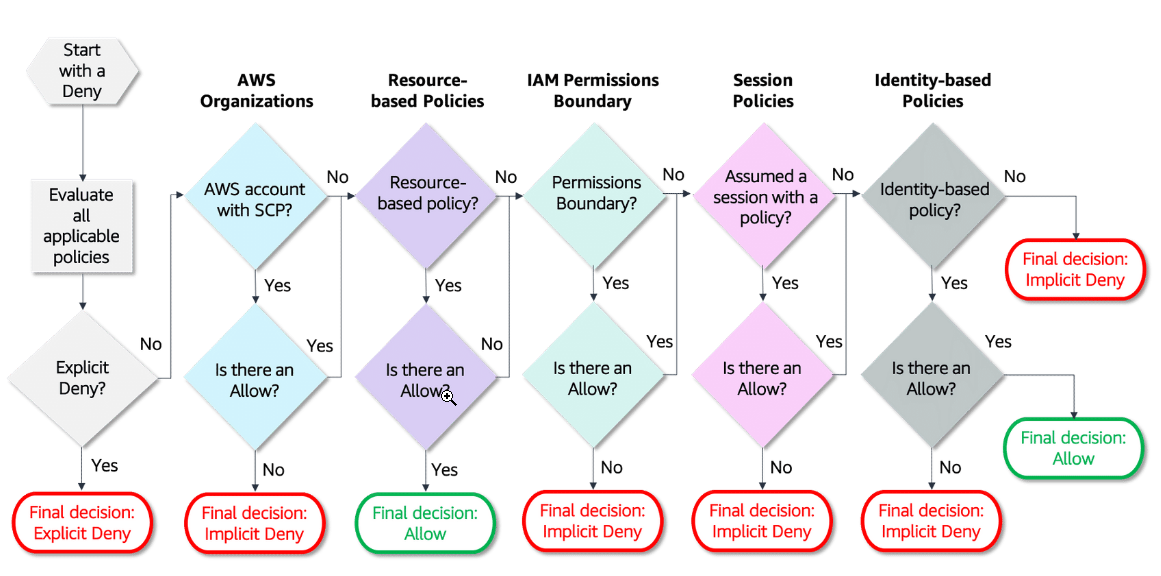 Start
with a
Deny
Evaluate
all
applicable
policies
Explicit
Deny?
No
Yes
Final decision:
Explicit Deny
AWS
Organizations
AWS account
with SCP?
No
Yes
Is there an
Allow?
Yes
No
Final decision:
Implicit Deny
Resource-
based Policies
Resource-
based policy?
No
Yes
Is there an
Allow?
No
Yes
Final decision:
Allow
IAM Permissions
Boundary
Permissions
Boundary?
No
Yes
Is there an
Allow?
Yes
No
Final decision:
Implicit Deny
Session
Policies
Assumed a
session with a
policy?
No
Yes
Is there an
Allow?
Yes
No
Final decision:
Implicit Deny
Identity-based
Policies
Identity-based
policy?
No
Final decision:
Implicit Deny
Yes
Is there an
Allow?
Yes
Final decision:
Allow
No
Final decision:
Implicit Deny